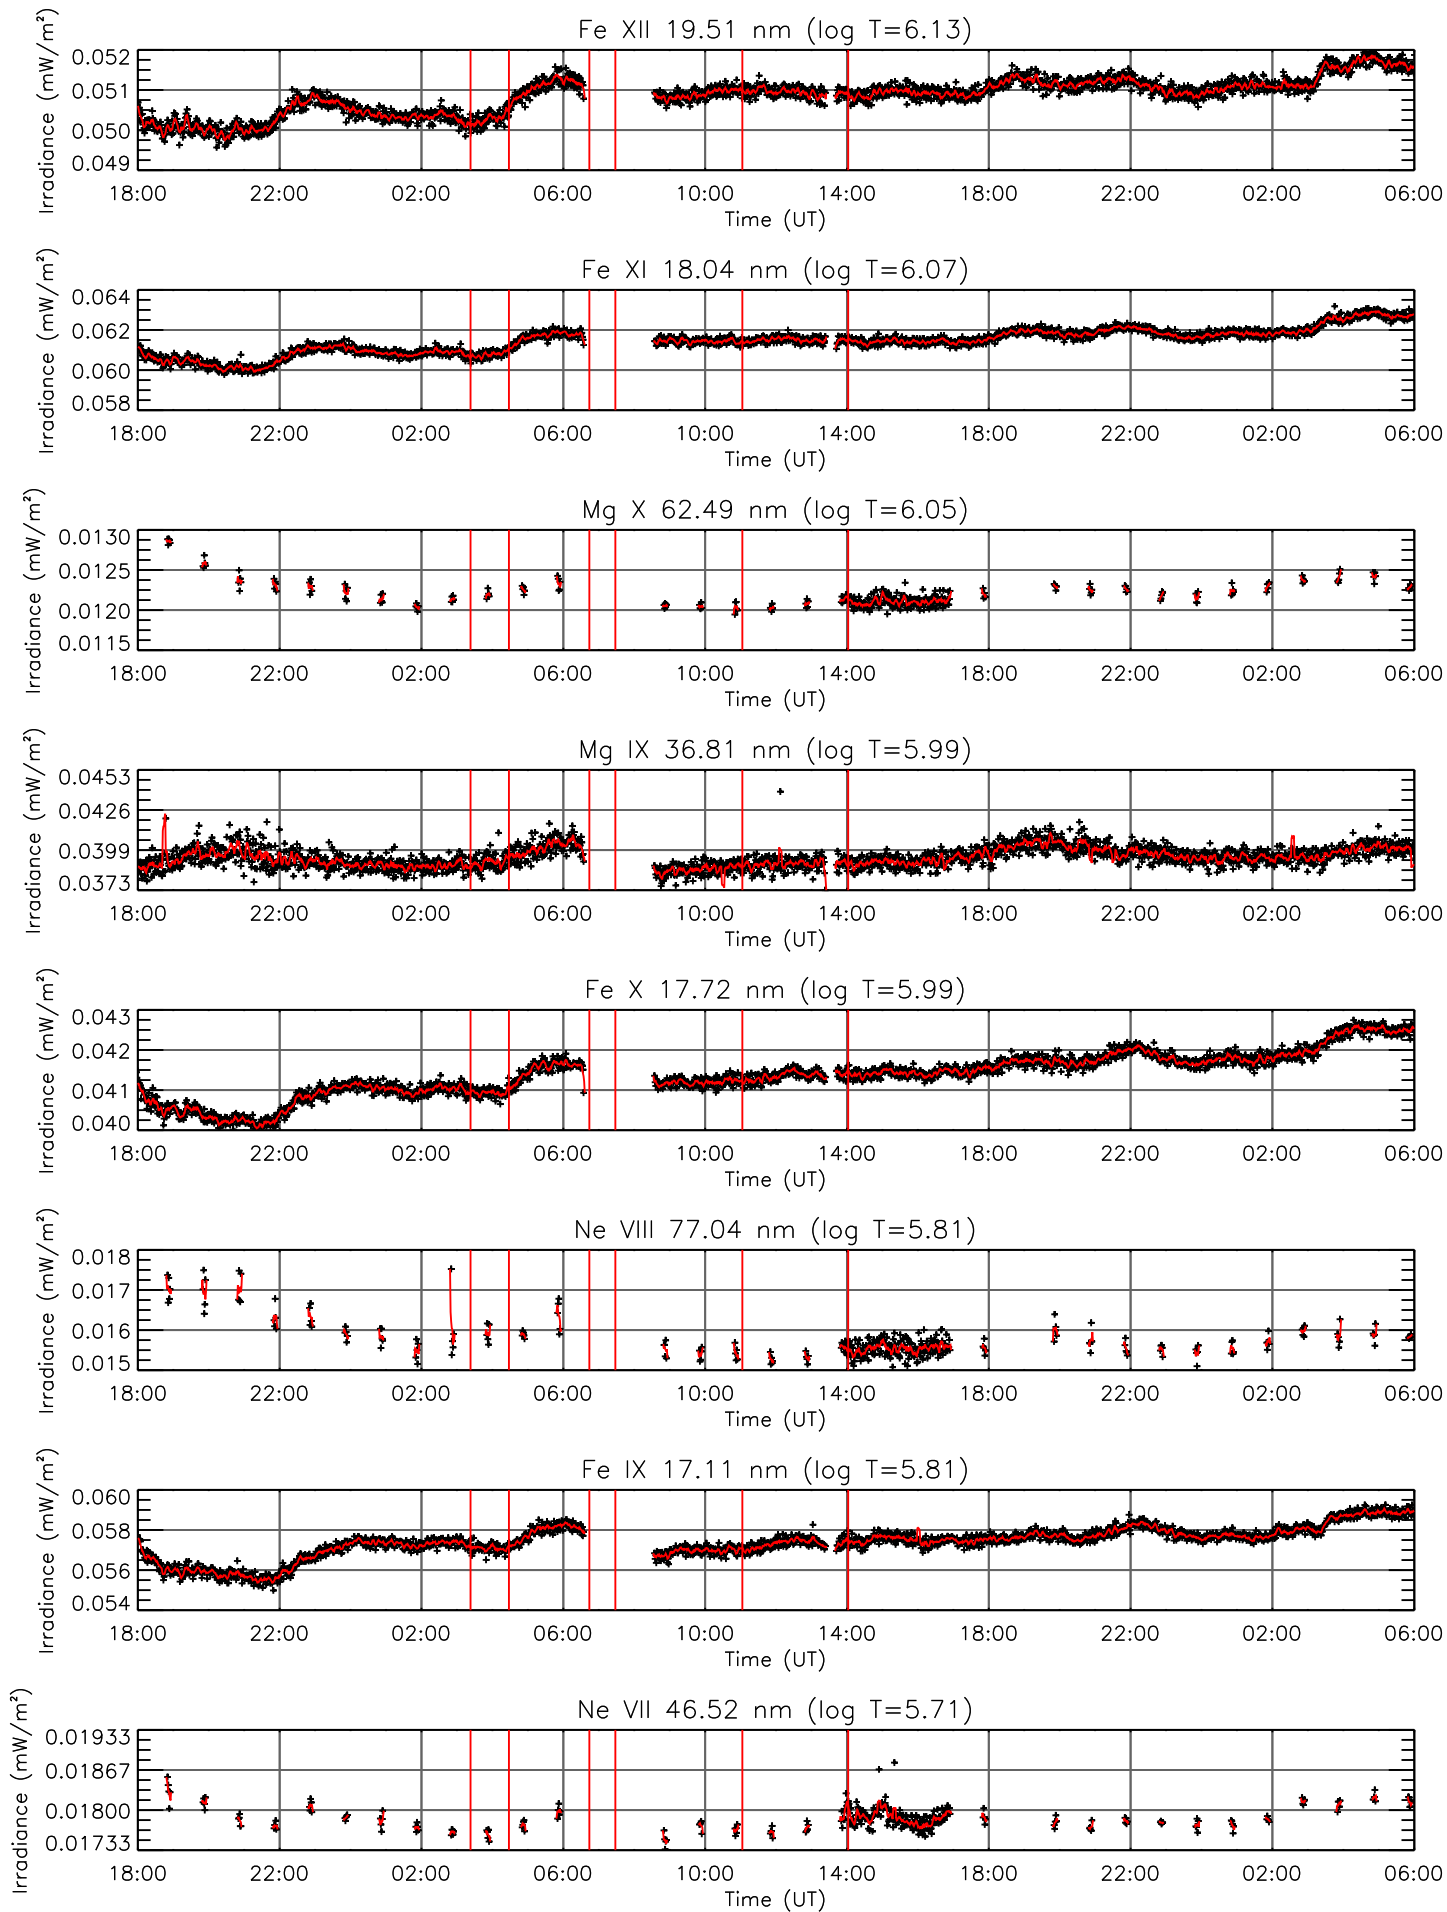 Fe XII 19.51 nm (log T=6.13)
Irradiance (mW/m²)
0.052
0.051
0.050
0.049
18:00 22:00 02:00 06:00 10:00 14:00 18:00 22:00 02:00 06:00
Time (UT)
Fe XI 18.04 nm (log T=6.07)
Irradiance (mW/m²)
0.064
0.062
0.060
0.058
18:00 22:00 02:00 06:00 10:00 14:00 18:00 22:00 02:00 06:00
Time (UT)
Mg X 62.49 nm (log T=6.05)
Irradiance (mW/m²)
0.0130
0.0125
0.0120
0.0115
18:00 22:00 02:00 06:00 10:00 14:00 18:00 22:00 02:00 06:00
Time (UT)
Mg IX 36.81 nm (log T=5.99)
Irradiance (mW/m²)
0.0453
0.0426
0.0399
0.0373
18:00 22:00 02:00 06:00 10:00 14:00 18:00 22:00 02:00 06:00
Time (UT)
Fe X 17.72 nm (log T=5.99)
Irradiance (mW/m²)
0.043
0.042
0.041
0.040
18:00 22:00 02:00 06:00 10:00 14:00 18:00 22:00 02:00 06:00
Time (UT)
Ne VIII 77.04 nm (log T=5.81)
Irradiance (mW/m²)
0.018
0.017
0.016
0.015
18:00 22:00 02:00 06:00 10:00 14:00 18:00 22:00 02:00 06:00
Time (UT)
Fe IX 17.11 nm (log T=5.81)
Irradiance (mW/m²)
0.060
0.058
0.056
0.054
18:00 22:00 02:00 06:00 10:00 14:00 18:00 22:00 02:00 06:00
Time (UT)
Ne VII 46.52 nm (log T=5.71)
Irradiance (mW/m²)
0.01933
0.01867
0.01800
0.01733
18:00 22:00 02:00 06:00 10:00 14:00 18:00 22:00 02:00 06:00
Time (UT)